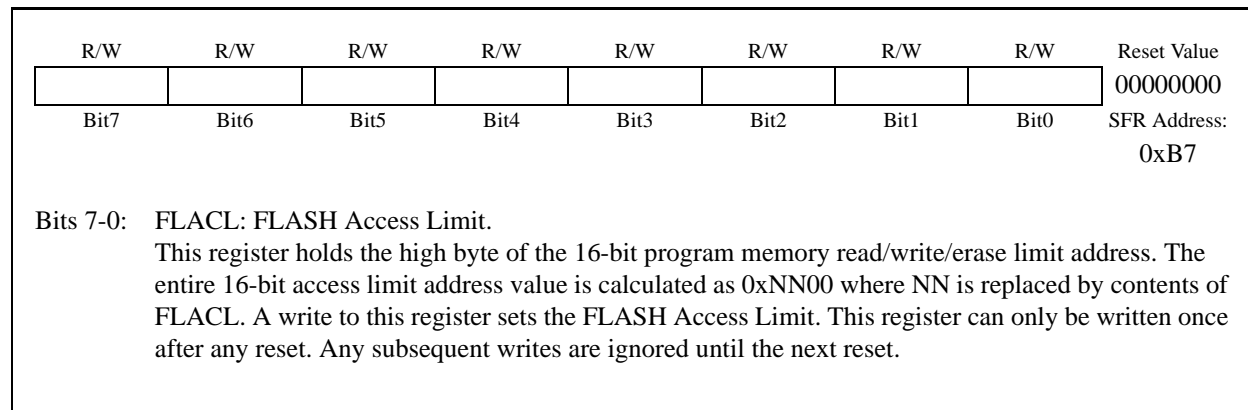 R/W R/W R/W R/W R/W R/W R/W R/W Reset Value
00000000
Bit7 Bit6 Bit5 Bit4 Bit3 Bit2 Bit1 Bit0 SFR Address:
0xB7
Bits 7-0: FLACL: FLASH Access Limit.
This register holds the high byte of the 16-bit program memory read/write/erase limit address. The
entire 16-bit access limit address value is calculated as 0xNN00 where NN is replaced by contents of
FLACL. A write to this register sets the FLASH Access Limit. This register can only be written once
after any reset. Any subsequent writes are ignored until the next reset.